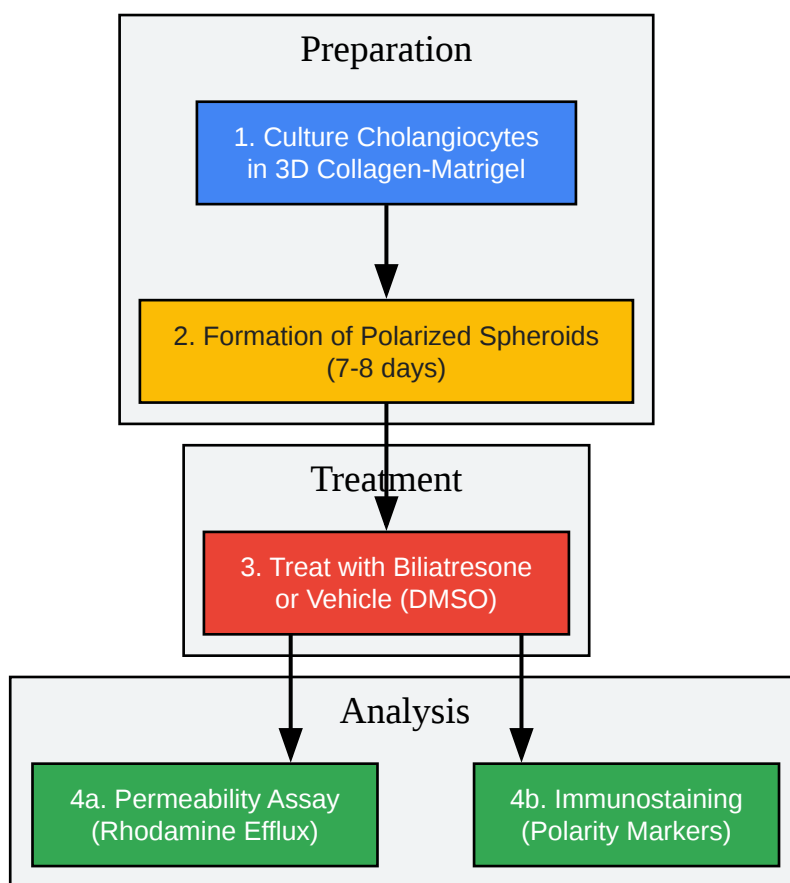 Preparation
1. Culture Cholangiocytes
in 3D Collagen-Matrigel
2. Formation of Polarized Spheroids
(7-8 days)
Treatment
3. Treat with Biliatresone
or Vehicle (DMSO)
Analysis
4a. Permeability Assay
(Rhodamine Efflux)
4b. Immunostaining
(Polarity Markers)